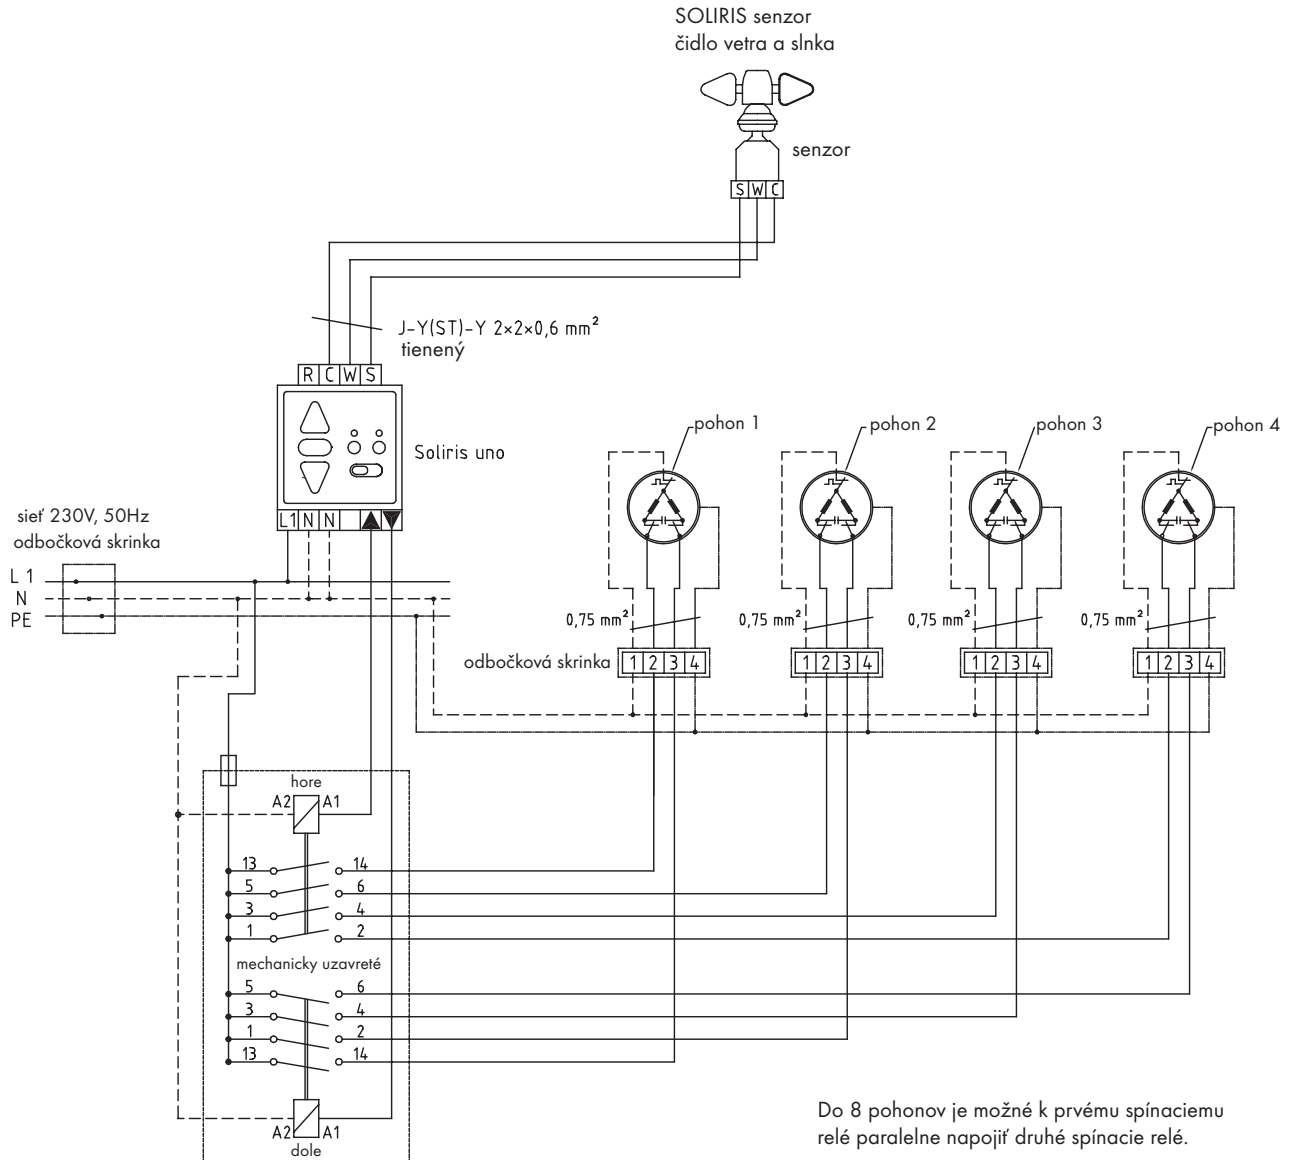 SOLIRIS senzor
čidlo vetra a slnka
senzor
S W C
J-Y(ST)-Y 2×2×0,6 mm²
tienený
R C W S
Soliris uno
L1 N N
pohon 1
pohon 2
pohon 3
pohon 4
sieť 230V, 50Hz
odbočková skrinka
L 1
N
PE
0,75 mm²
0,75 mm²
0,75 mm²
0,75 mm²
odbočková skrinka
1 2 3 4
1 2 3 4
1 2 3 4
1 2 3 4
hore
A2 A1
13 14
5 6
3 4
1 2
mechanicky uzavreté
5 6
3 4
1 2
13 14
A2 A1
dole
Do 8 pohonov je možné k prvému spínaciemu
relé paralelne napojiť druhé spínacie relé.